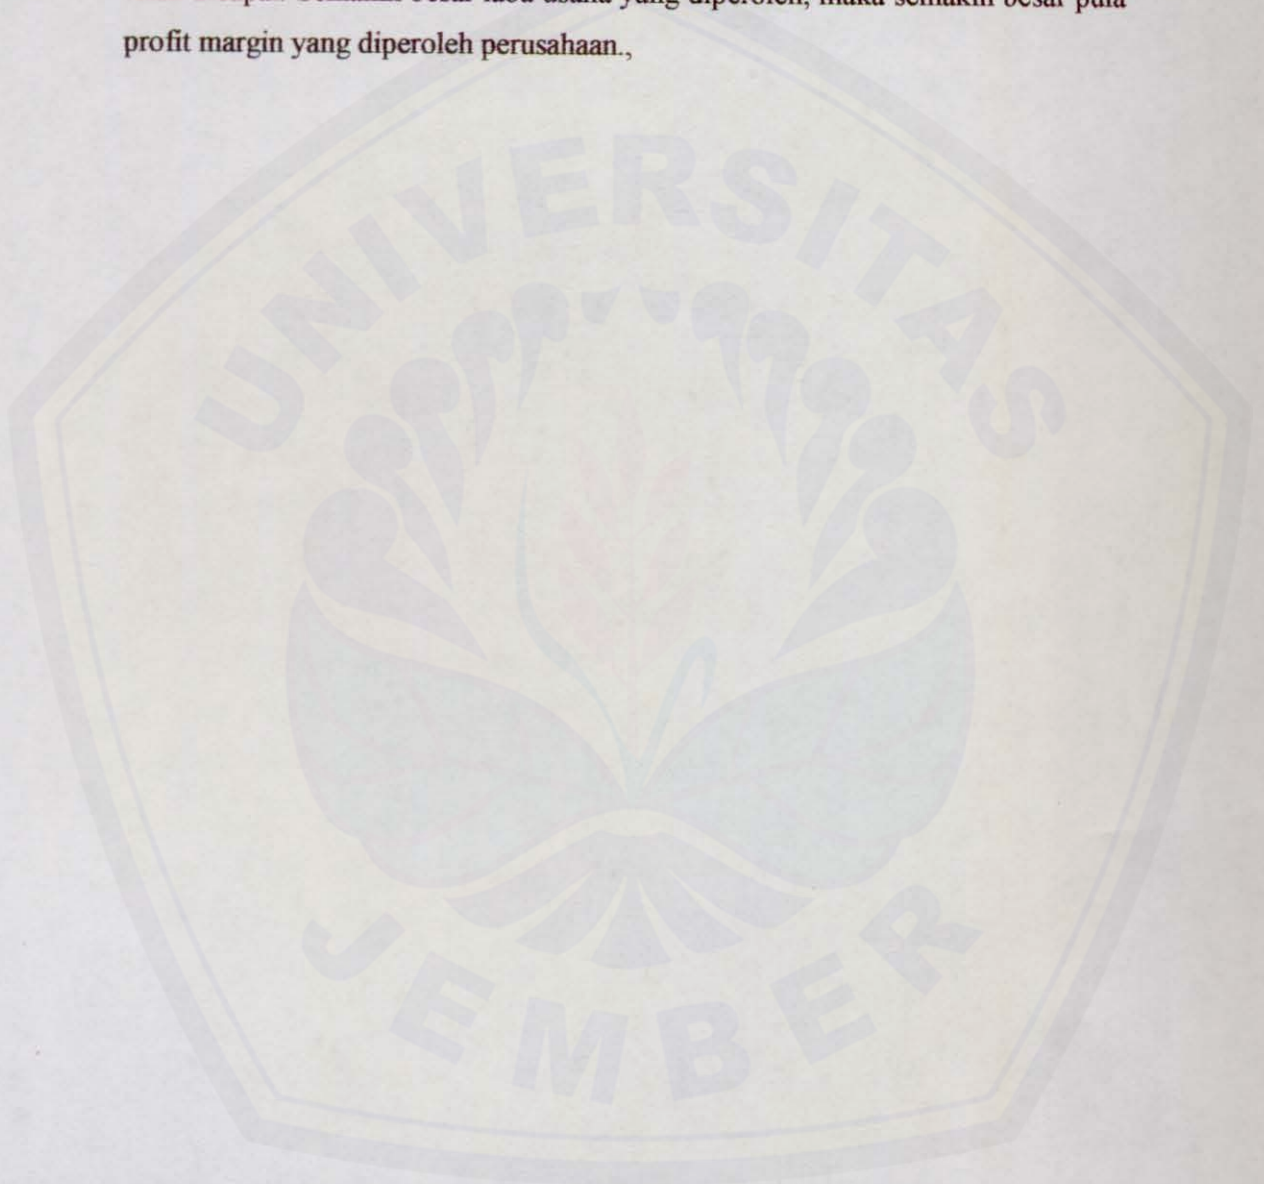 semakin besar laba usaha yang diperoleh, maka semakin besar pula
profit margin yang diperoleh perusahaan.,
UNIVERSITAS
JEMBER